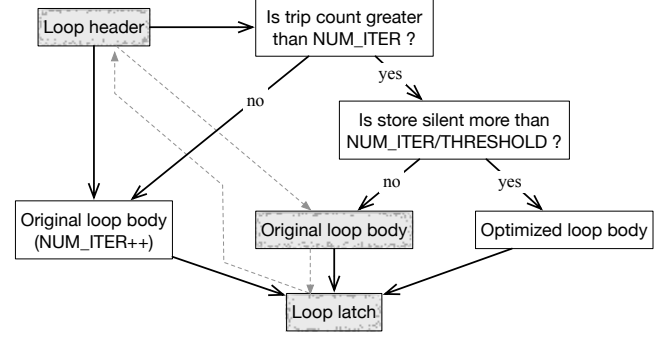 Loop header
Is trip count greater
than NUM_ITER ?
yes
no
Is store silent more than
NUM_ITER/THRESHOLD ?
no
yes
Original loop body
(NUM_ITER++)
Original loop body
Optimized loop body
Loop latch